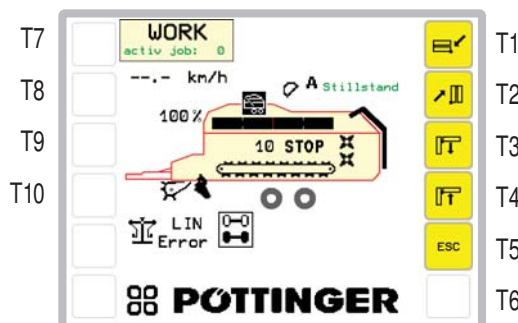 WORK
activ job: 0
T7
T1
--.- km/h
A Stillstand
T8
T2
100%
T9
10 STOP
T3
T10
T4
LIN
Error
ESC
T5
PÖTTINGER
T6